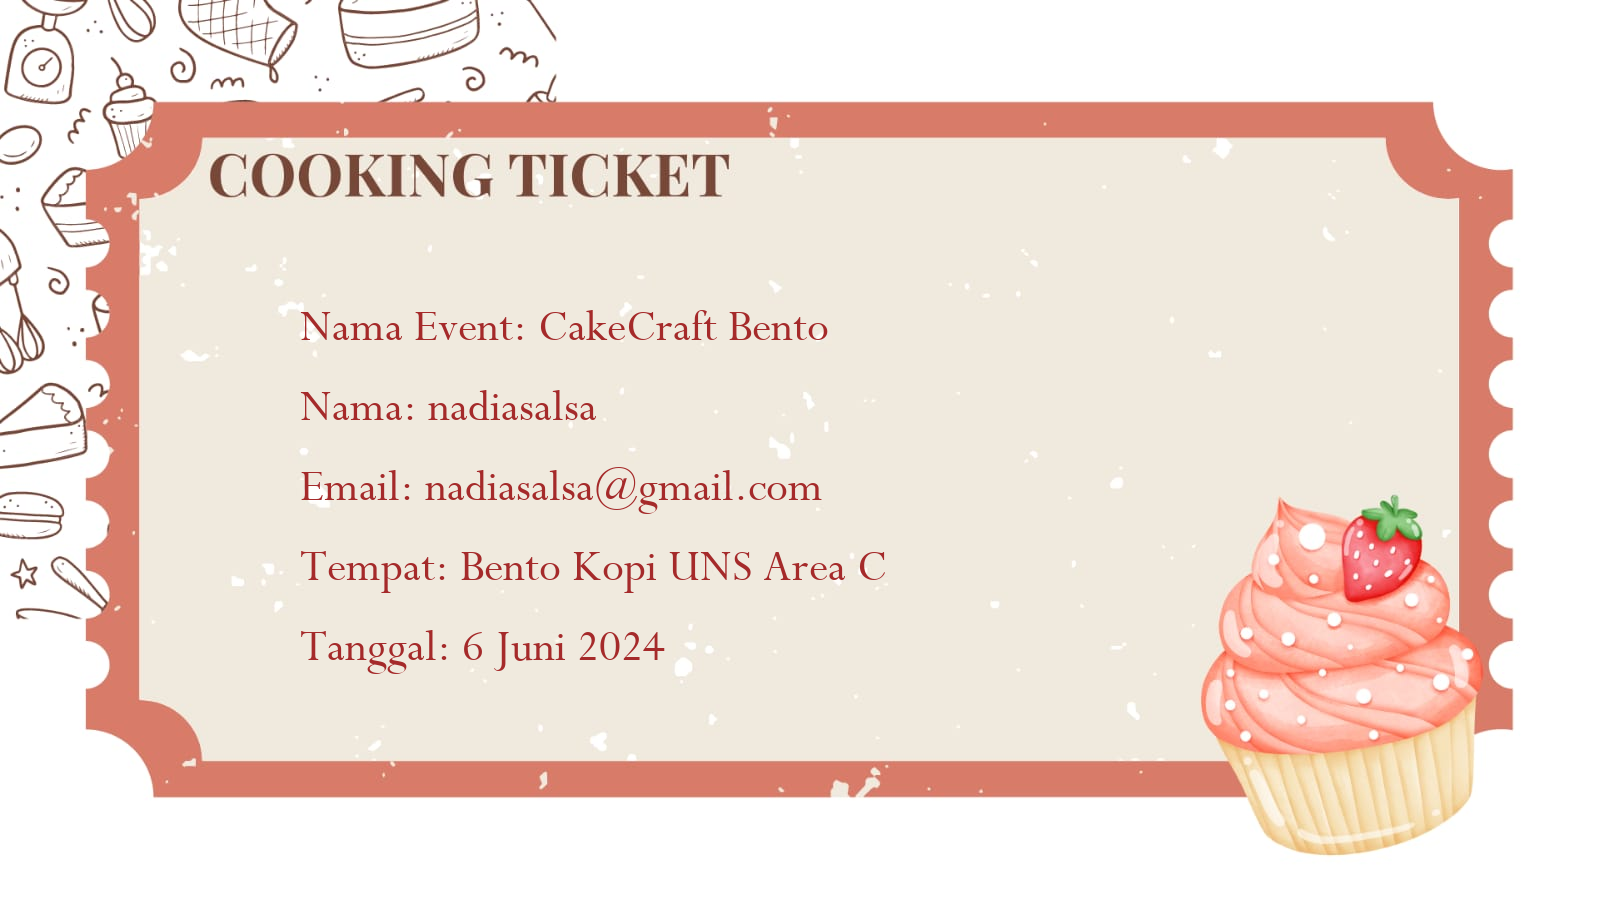 COOKING TICKET
Nama Event: CakeCraft Bento
Nama: nadiasalsa
Email: nadiasalsa@gmail.com
Tempat: Bento Kopi UNS Area C
Tanggal: 6 Juni 2024